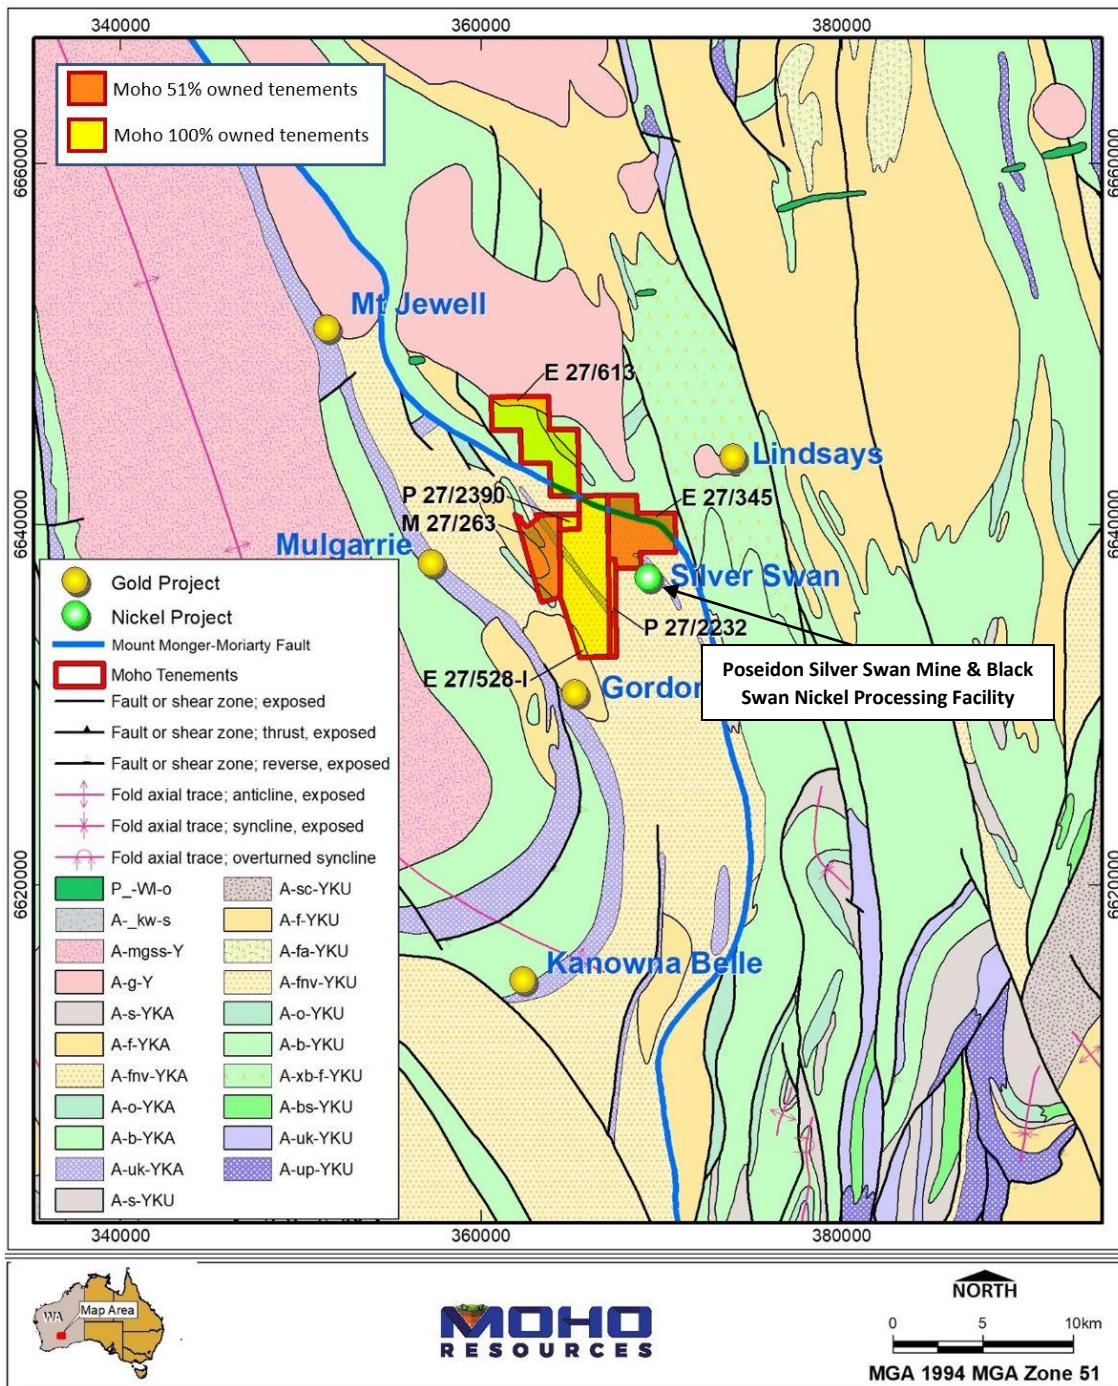 340000
360000
380000
Moho 51% owned tenements
Moho 100% owned tenements
6660000
6660000
Mt Jewell
E 27/613
Lindsays
P 27/2390
E 27/345
M 27/263
6640000
6640000
Mulgarrie
Silver Swan
P 27/2232
E 27/528-I
Gordon
Poseidon Silver Swan Mine & Black
Swan Nickel Processing Facility
Gold Project
Nickel Project
Mount Monger-Moriarty Fault
Moho Tenements
Fault or shear zone; exposed
Fault or shear zone; thrust, exposed
Fault or shear zone; reverse, exposed
Fold axial trace; anticline, exposed
Fold axial trace; syncline, exposed
Fold axial trace; overturned syncline
6620000
6620000
P_-WI-o
A-sc-YKU
A-_kw-s
A-f-YKU
A-mgss-Y
A-fa-YKU
A-g-Y
A-fnv-YKU
A-s-YKA
A-o-YKU
A-f-YKA
A-b-YKU
A-fnv-YKA
A-xb-f-YKU
A-o-YKA
A-bs-YKU
A-b-YKA
A-uk-YKU
A-uk-YKA
A-up-YKU
A-s-YKU
Kanowna Belle
340000
360000
380000
WA
Map Area
MOHO
RESOURCES
NORTH
0 5 10km
MGA 1994 MGA Zone 51